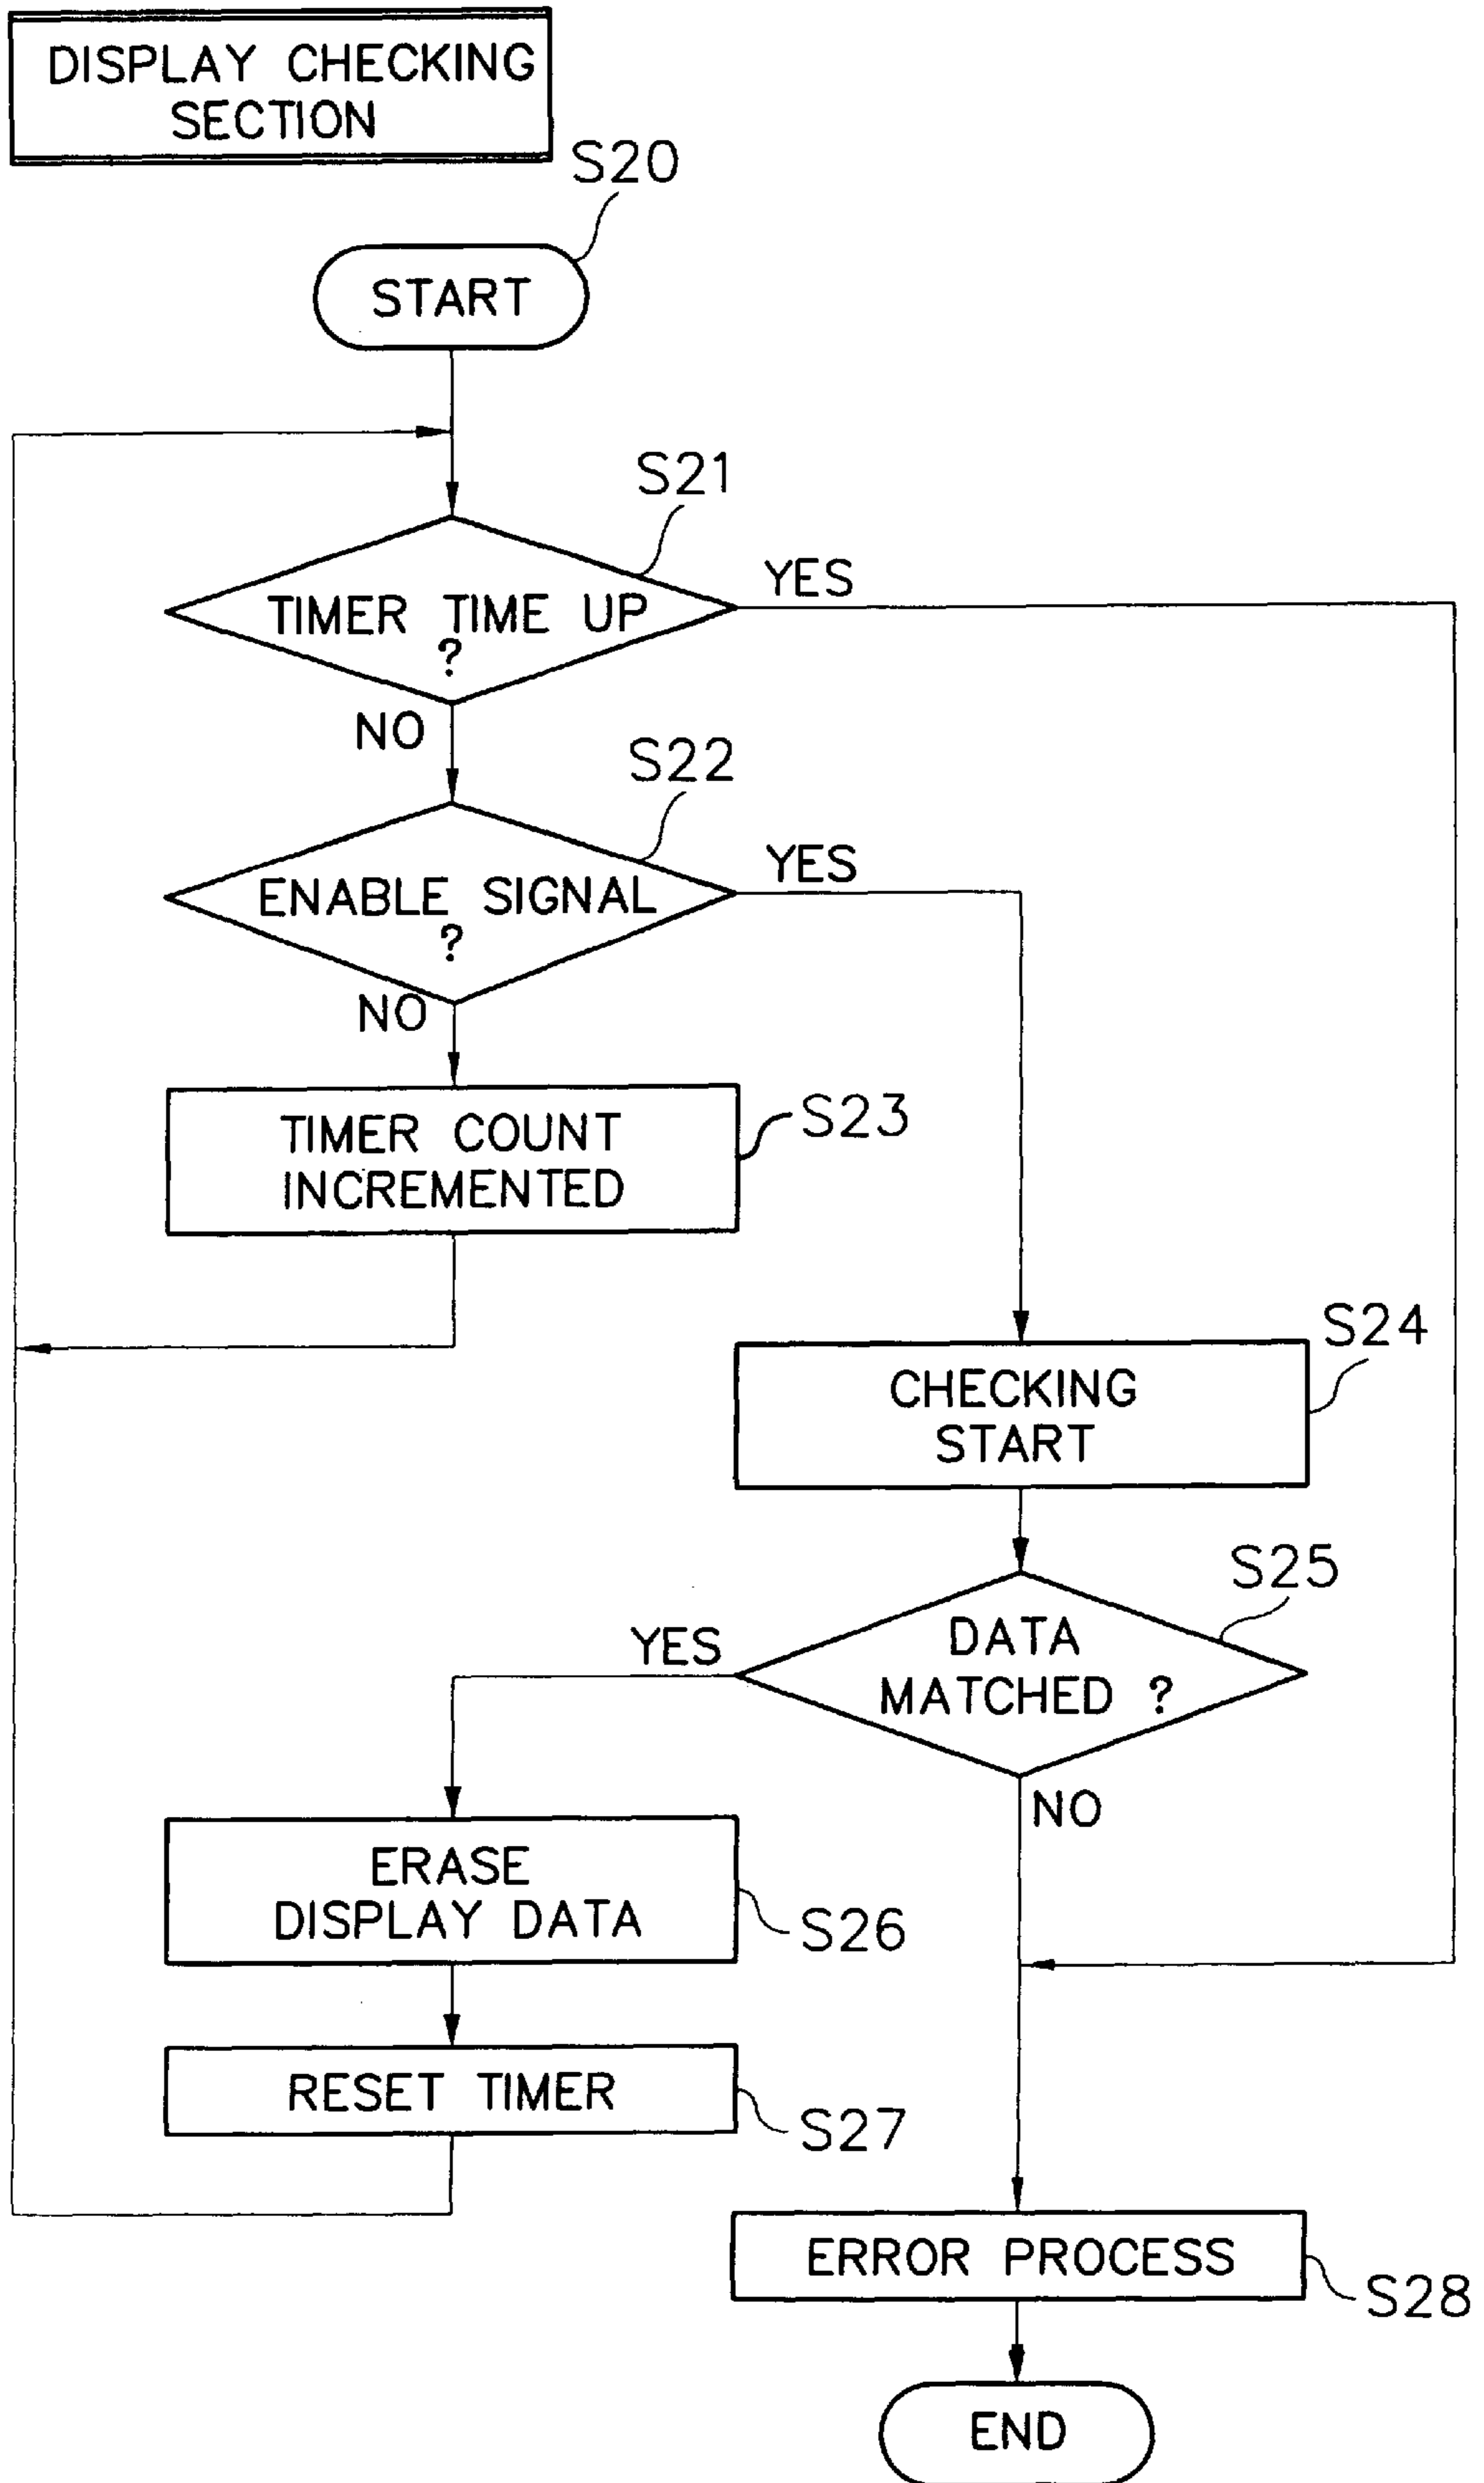 DISPLAY CHECKING
SECTION
S20
START
S21
YES
TIMER TIME UP
?
NO
S22
YES
ENABLE SIGNAL
?
NO
TIMER COUNT
INCREMENTED
S23
S24
CHECKING
START
S25
YES
DATA
MATCHED ?
NO
ERASE
DISPLAY DATA
S26
RESET TIMER
S27
ERROR PROCESS
S28
END